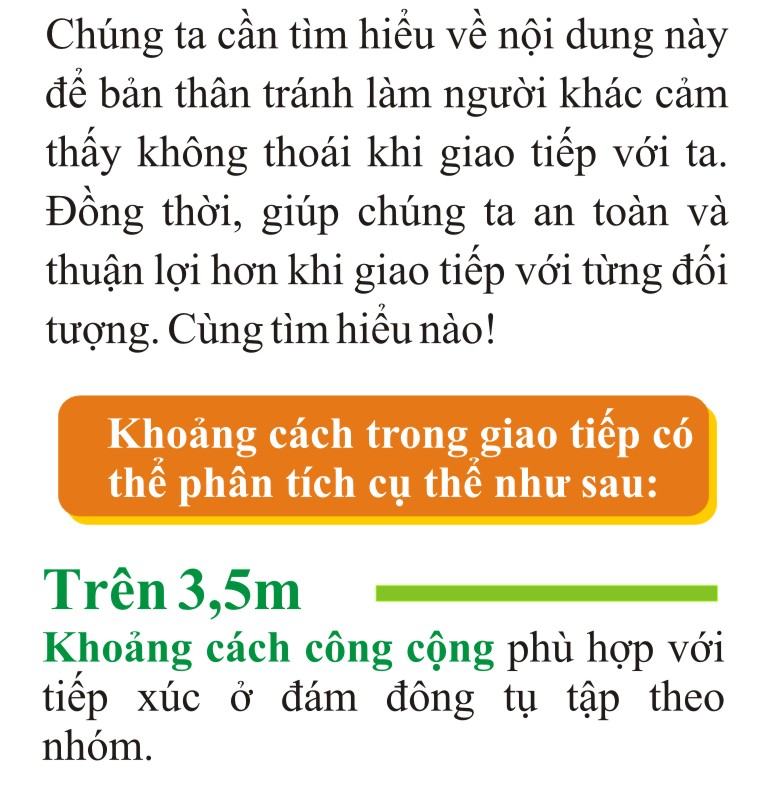 Chúng ta cần tìm hiểu về nội dung này
để bản thân tránh làm người khác cảm
thấy không thoái khi giao tiếp với ta.
Đồng thời, giúp chúng ta an toàn và
thuận lợi hơn khi giao tiếp với từng đối
tượng. Cùng tìm hiểu nào!
Khoảng cách trong giao tiếp có
thể phân tích cụ thể như sau:
Trên 3,5m
Khoảng cách công cộng phù hợp với
tiếp xúc ở đám đông tụ tập theo
nhóm.